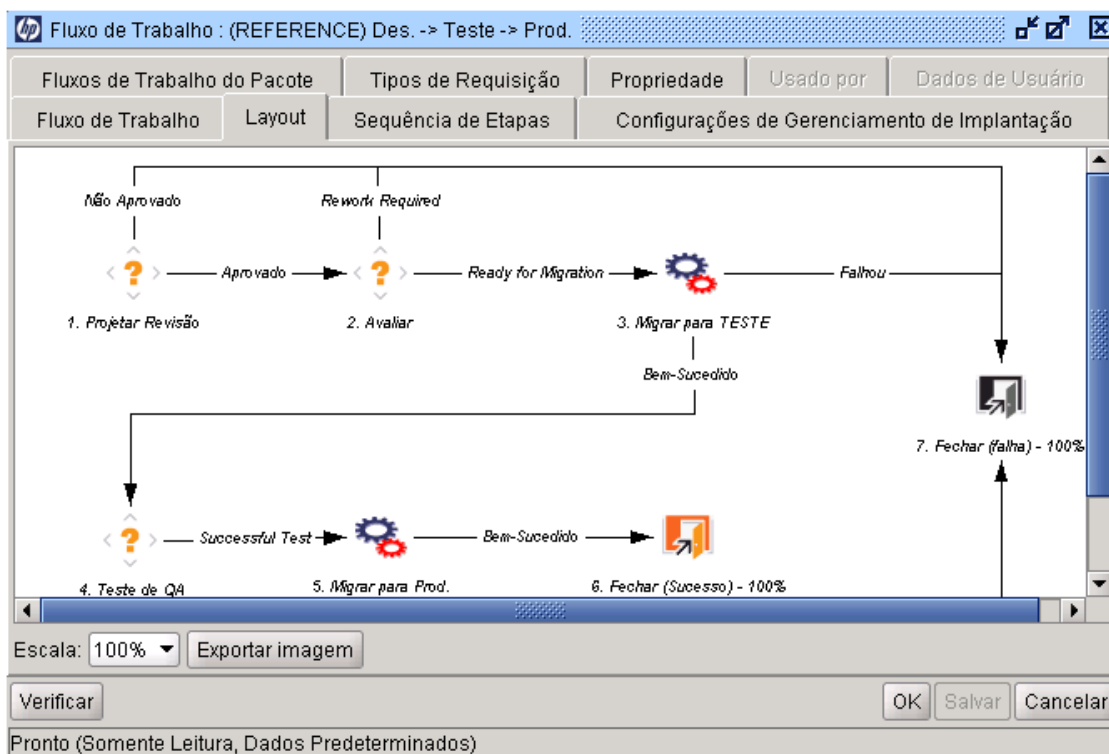 hp Fluxo de Trabalho : (REFERENCE) Des. -> Teste -> Prod.
Fluxos de Trabalho do Pacote Tipos de Requisição Propriedade Usado por Dados de Usuário
Fluxo de Trabalho Layout Sequência de Etapas Configurações de Gerenciamento de Implantação
Não Aprovado Rework Required
Aprovado Ready for Migration Falhou
1. Projetar Revisão 2. Avaliar 3. Migrar para TESTE
Bem-Sucedido
7. Fechar (falha) - 100%
Successful Test Bem-Sucedido
4. Teste de QA 5. Migrar para Prod. 6. Fechar (Sucesso) - 100%
Escala: 100% Exportar imagem
Verificar OK Salvar Cancelar
Pronto (Somente Leitura, Dados Predeterminados)